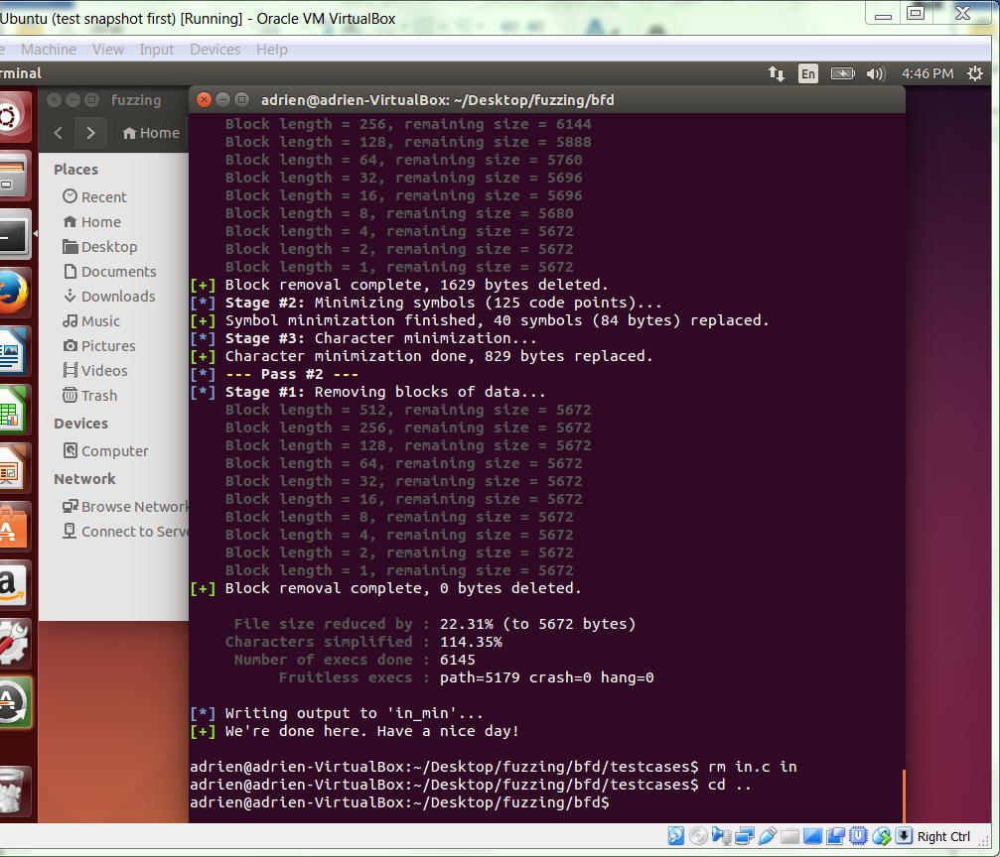 Ubuntu (test snapshot first) [Running] - Oracle VM VirtualBox
Machine View Input Devices Help
rminal
En
4:46 PM
fuzzing
Home
Places
Recent
Home
Desktop
Documents
Downloads
Music
Pictures
Videos
Trash
Devices
Computer
Network
Browse Network
Connect to Serve
adrien@adrien-VirtualBox: ~/Desktop/fuzzing/bfd
Block length = 256, remaining size = 6144
Block length = 128, remaining size = 5888
Block length = 64, remaining size = 5760
Block length = 32, remaining size = 5696
Block length = 16, remaining size = 5696
Block length = 8, remaining size = 5680
Block length = 4, remaining size = 5672
Block length = 2, remaining size = 5672
Block length = 1, remaining size = 5672
[+] Block removal complete, 1629 bytes deleted.
[*] Stage #2: Minimizing symbols (125 code points)...
[+] Symbol minimization finished, 40 symbols (84 bytes) replaced.
[*] Stage #3: Character minimization...
[+] Character minimization done, 829 bytes replaced.
[*] --- Pass #2 ---
[*] Stage #1: Removing blocks of data...
Block length = 512, remaining size = 5672
Block length = 256, remaining size = 5672
Block length = 128, remaining size = 5672
Block length = 64, remaining size = 5672
Block length = 32, remaining size = 5672
Block length = 16, remaining size = 5672
Block length = 8, remaining size = 5672
Block length = 4, remaining size = 5672
Block length = 2, remaining size = 5672
Block length = 1, remaining size = 5672
[+] Block removal complete, 0 bytes deleted.
File size reduced by : 22.31% (to 5672 bytes)
Characters simplified : 114.35%
Number of execs done : 6145
Fruitless execs : path=5179 crash=0 hang=0
[*] Writing output to 'in_min'...
[+] We're done here. Have a nice day!
adrien@adrien-VirtualBox:~/Desktop/fuzzing/bfd/testcases$ rm in.c in
adrien@adrien-VirtualBox:~/Desktop/fuzzing/bfd/testcases$ cd ..
adrien@adrien-VirtualBox:~/Desktop/fuzzing/bfd$
Right Ctrl